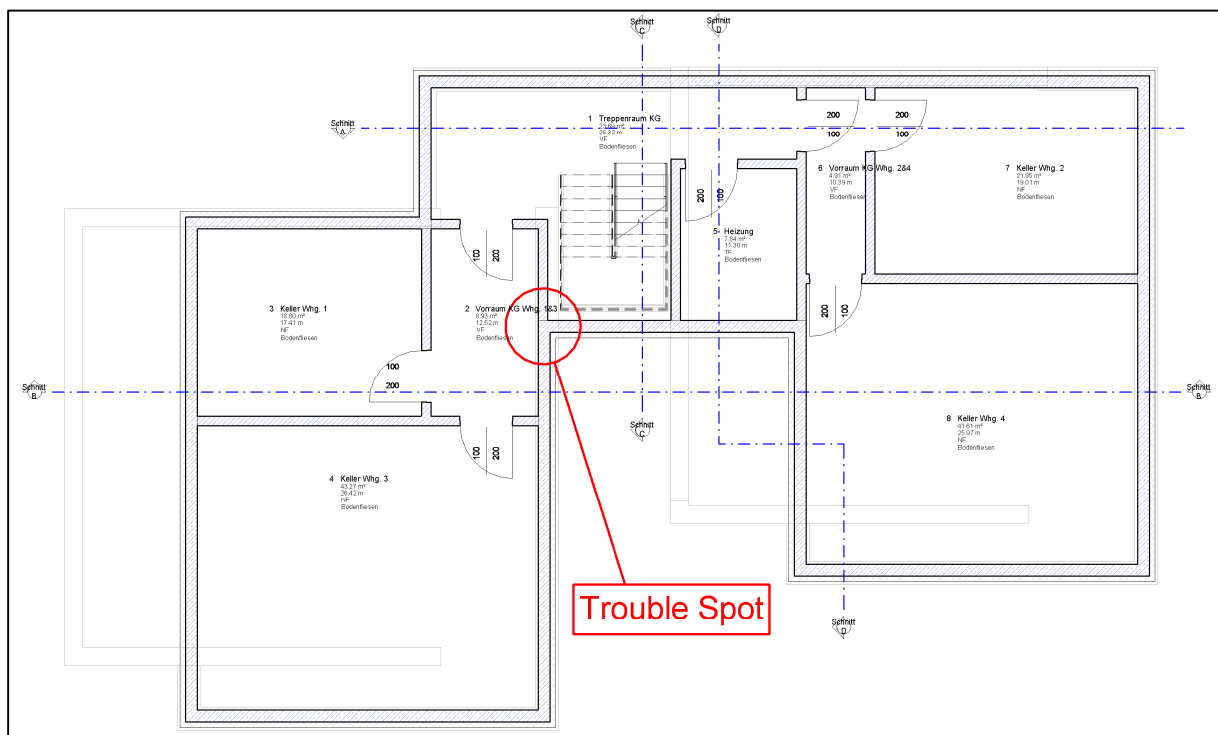 Schnitt
C
Schnitt
D
Schnitt
A
1 Treppenraum KG
VF
Bodenfliesen
200
100
200
100
6 Vorraum KG Whg. 2&4
4.91 m²
10.39 m
VF
Bodenfliesen
7 Keller Whg. 2
21.95 m²
19.01 m
NF
Bodenfliesen
200
100
5 Heizung
7.84 m²
11.30 m
TF
Bodenfliesen
100
200
3 Keller Whg. 1
18.80 m²
17.41 m
NF
Bodenfliesen
2 Vorraum KG Whg. 1&3
8.93 m²
12.52 m
VF
Bodenfliesen
200
100
100
200
Schnitt
B
Schnitt
B
Schnitt
C
8 Keller Whg. 4
41.61 m²
25.97 m
NF
Bodenfliesen
100
200
4 Keller Whg. 3
43.27 m²
26.42 m
NF
Bodenfliesen
Trouble Spot
Schnitt
D